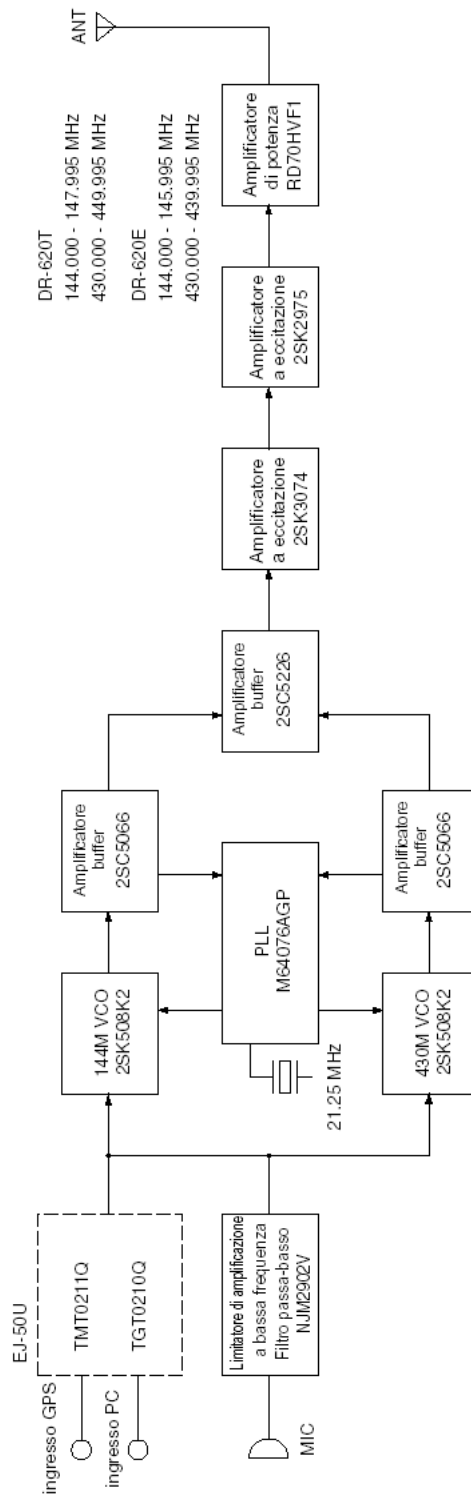 EJ-50U
ingresso GPS
TMT0211Q
ingresso PC
TGT0210Q
MIC
Limitatore di amplificazione
a bassa frequenza
Filtro passa-basso
NJM2902V
144M VCO
2SK508K2
Amplificatore
buffer
2SC5066
PLL
M64076AGP
21.25 MHz
430M VCO
2SK508K2
Amplificatore
buffer
2SC5066
Amplificatore
buffer
2SC5226
Amplificatore
a eccitazione
2SK3074
Amplificatore
a eccitazione
2SK2975
Amplificatore
di potenza
RD70HVF1
ANT
DR-620T
144.000 - 147.995 MHz
430.000 - 449.995 MHz
DR-620E
144.000 - 145.995 MHz
430.000 - 439.995 MHz